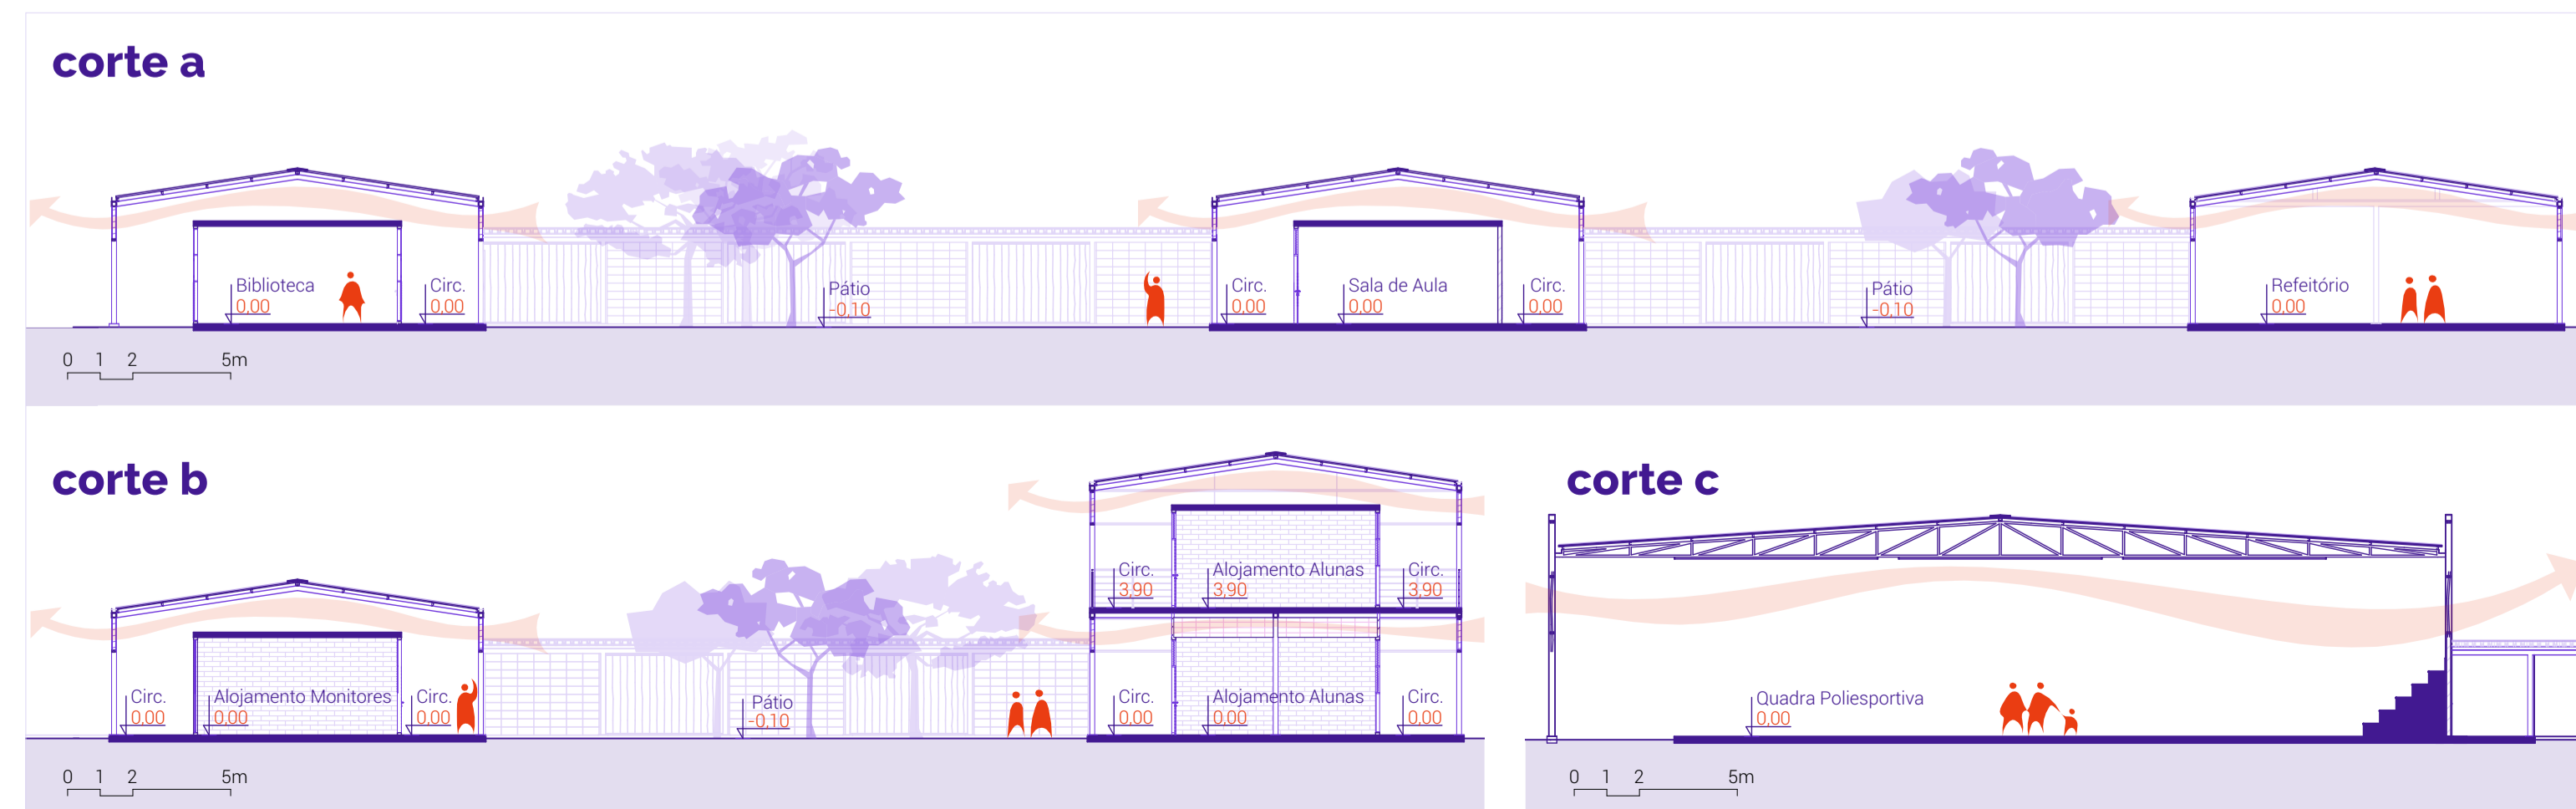 corte a
Biblioteca
0,00
Circ.
0,00
Pátio
-0,10
Circ.
0,00
Sala de Aula
0,00
Circ.
0,00
Pátio
-0,10
Refeitório
0,00
0 1 2 5m
corte b
Circ.
0,00
Alojamento Monitores
0,00
Circ.
0,00
Pátio
-0,10
Circ.
3,90
Alojamento Alunas
3,90
Circ.
3,90
Circ.
0,00
Alojamento Alunas
0,00
Circ.
0,00
0 1 2 5m
corte c
Quadra Poliesportiva
0,00
0 1 2 5m